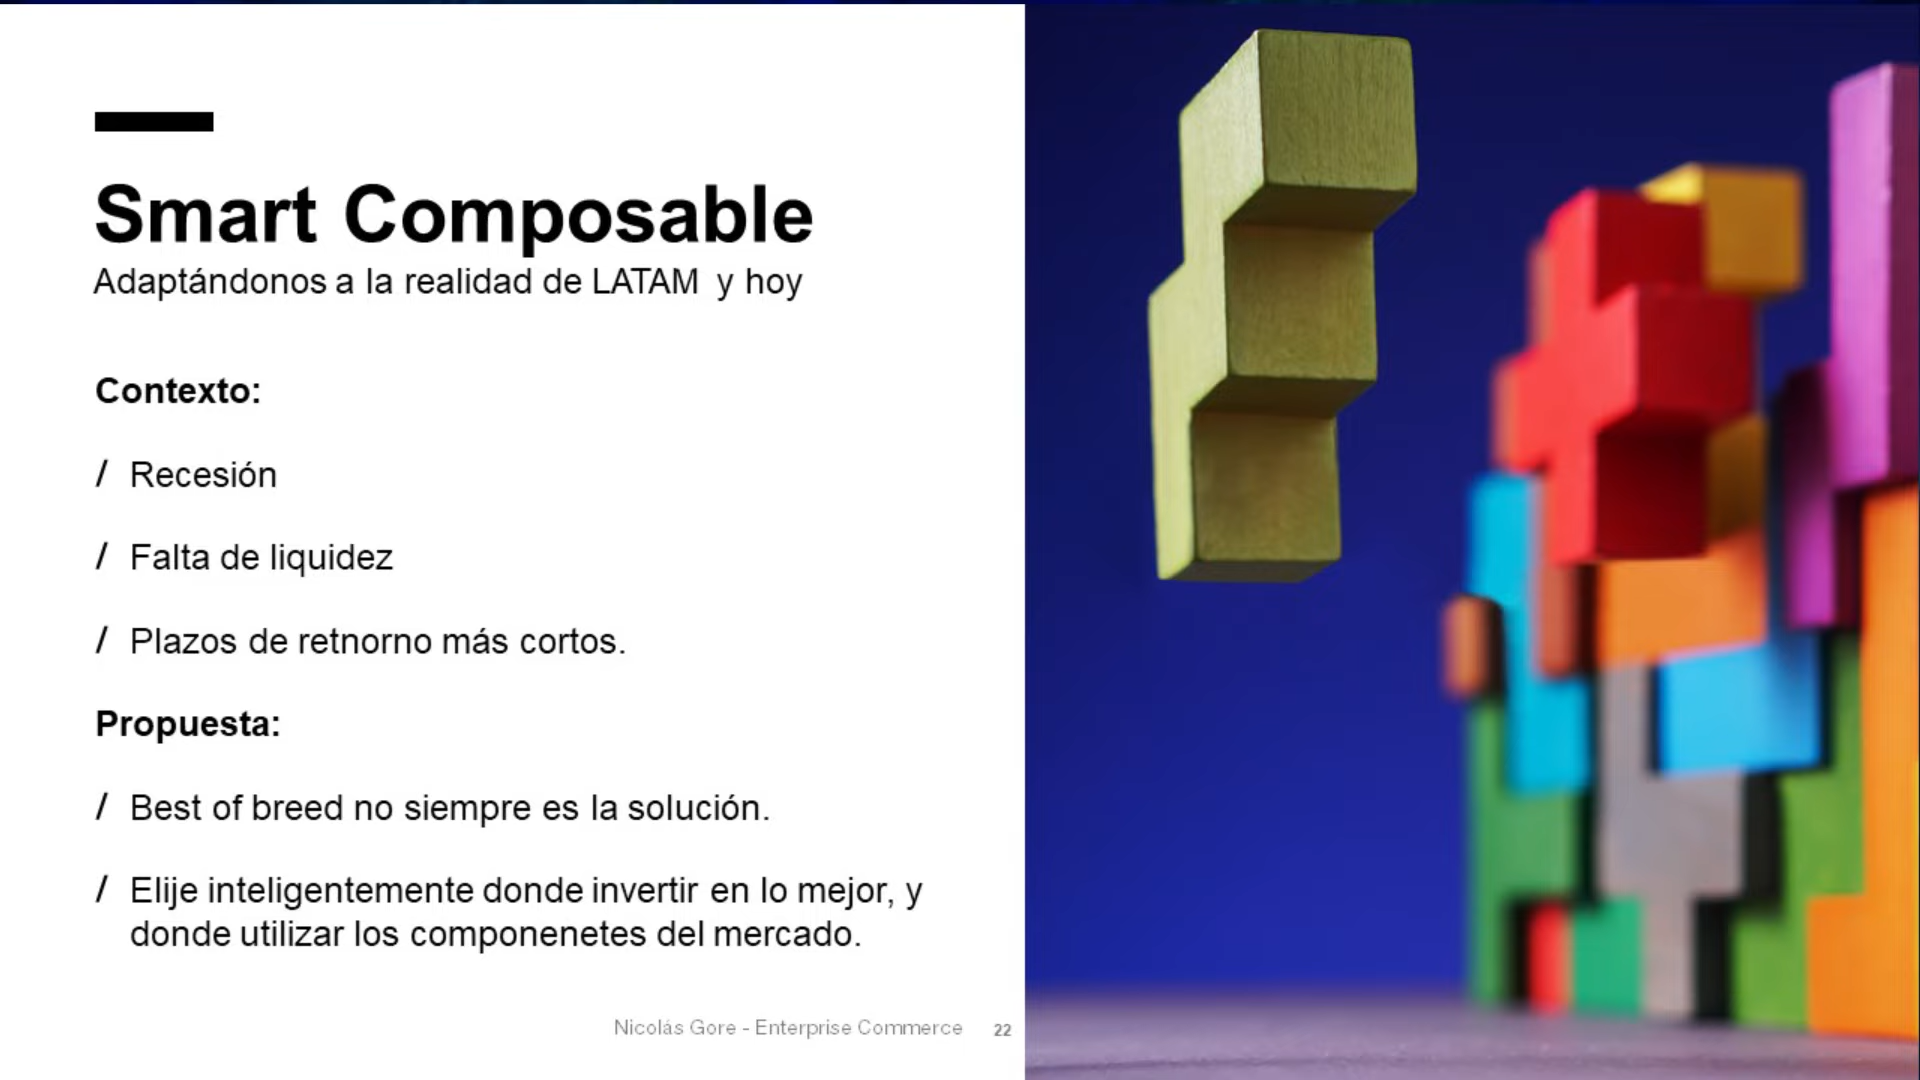 Smart Composable
Adaptándonos a la realidad de LATAM y hoy
Contexto:
/ Recesión
/ Falta de liquidez
/ Plazos de retnorno más cortos.
Propuesta:
/ Best of breed no siempre es la solución.
/ Elije inteligentemente donde invertir en lo mejor, y
donde utilizar los componenetes del mercado.
Nicolás Gore - Enterprise Commerce 22